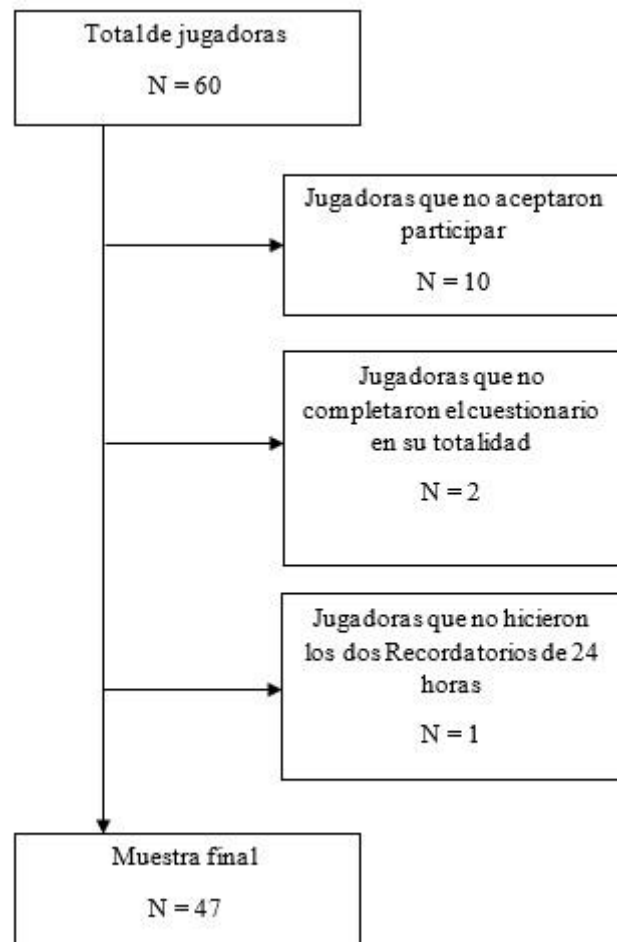 Total de jugadoras
N = 60
Jugadoras que no aceptaron
participar
N = 10
Jugadoras que no
completaron el cuestionario
en su totalidad
N = 2
Jugadoras que no hicieron
los dos Recordatorios de 24
horas
N = 1
Muestra final
N = 47